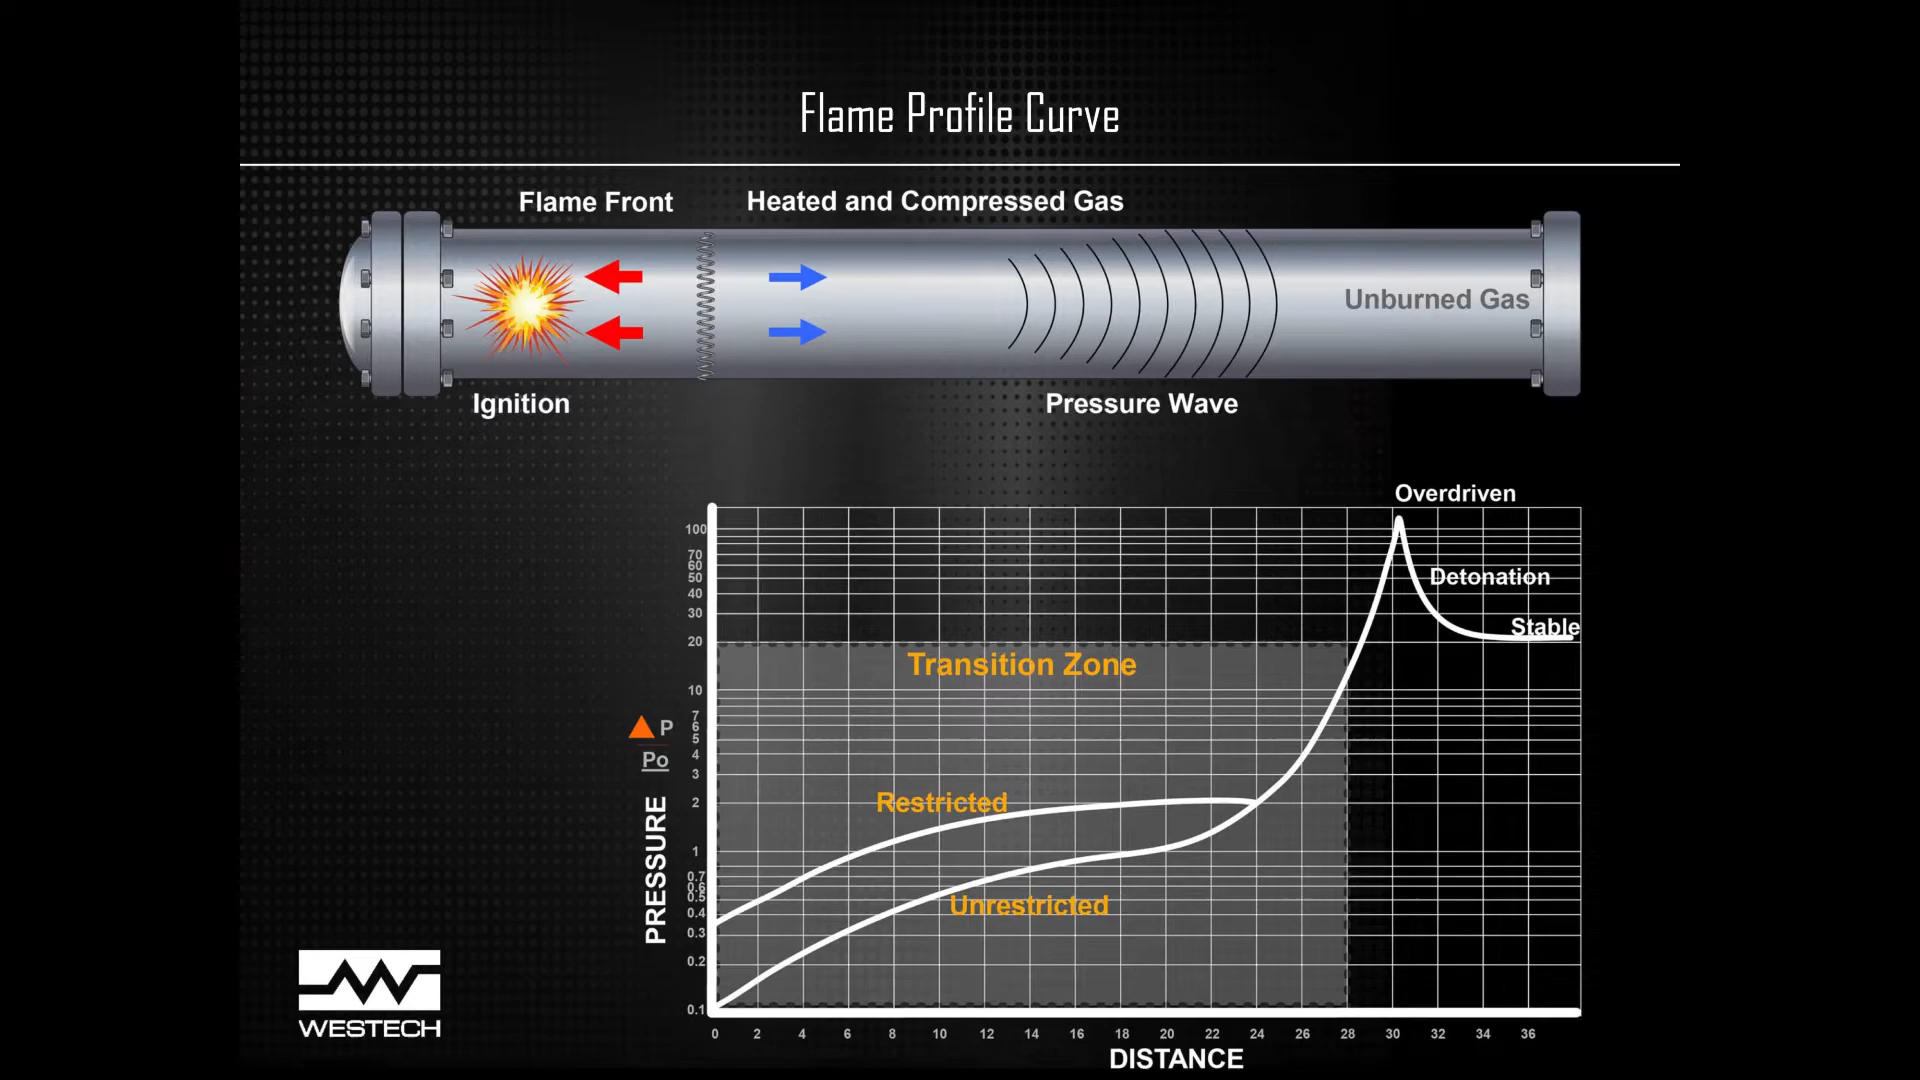 Flame Profile Curve
Flame Front
Heated and Compressed Gas
Unburned Gas
Ignition
Pressure Wave
Overdriven
Detonation
Stable
Transition Zone
Restricted
Unrestricted
P
Po
PRESSURE
100
70
60
50
40
30
20
10
7
6
5
4
3
2
1
0.7
0.6
0.5
0.4
0.3
0.2
0.1
0 2 4 6 8 10 12 14 16 18 20 22 24 26 28 30 32 34 36
DISTANCE
WESTECH